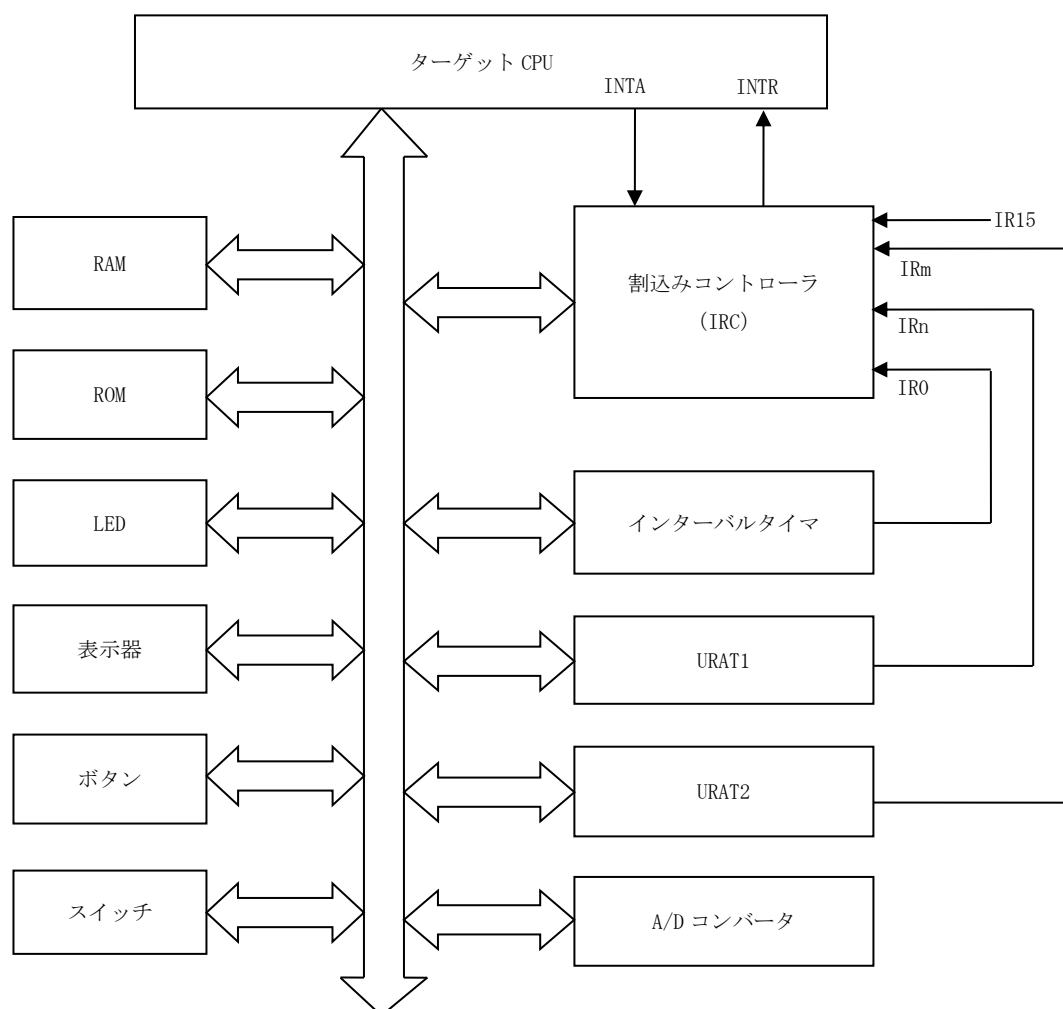 ターゲット CPU
INTA
INTR
RAM
割込みコントローラ
(IRC)
IR15
IRm
IRn
IR0
ROM
LED
インターバルタイマ
表示器
URAT1
ボタン
URAT2
スイッチ
A/D コンバータ